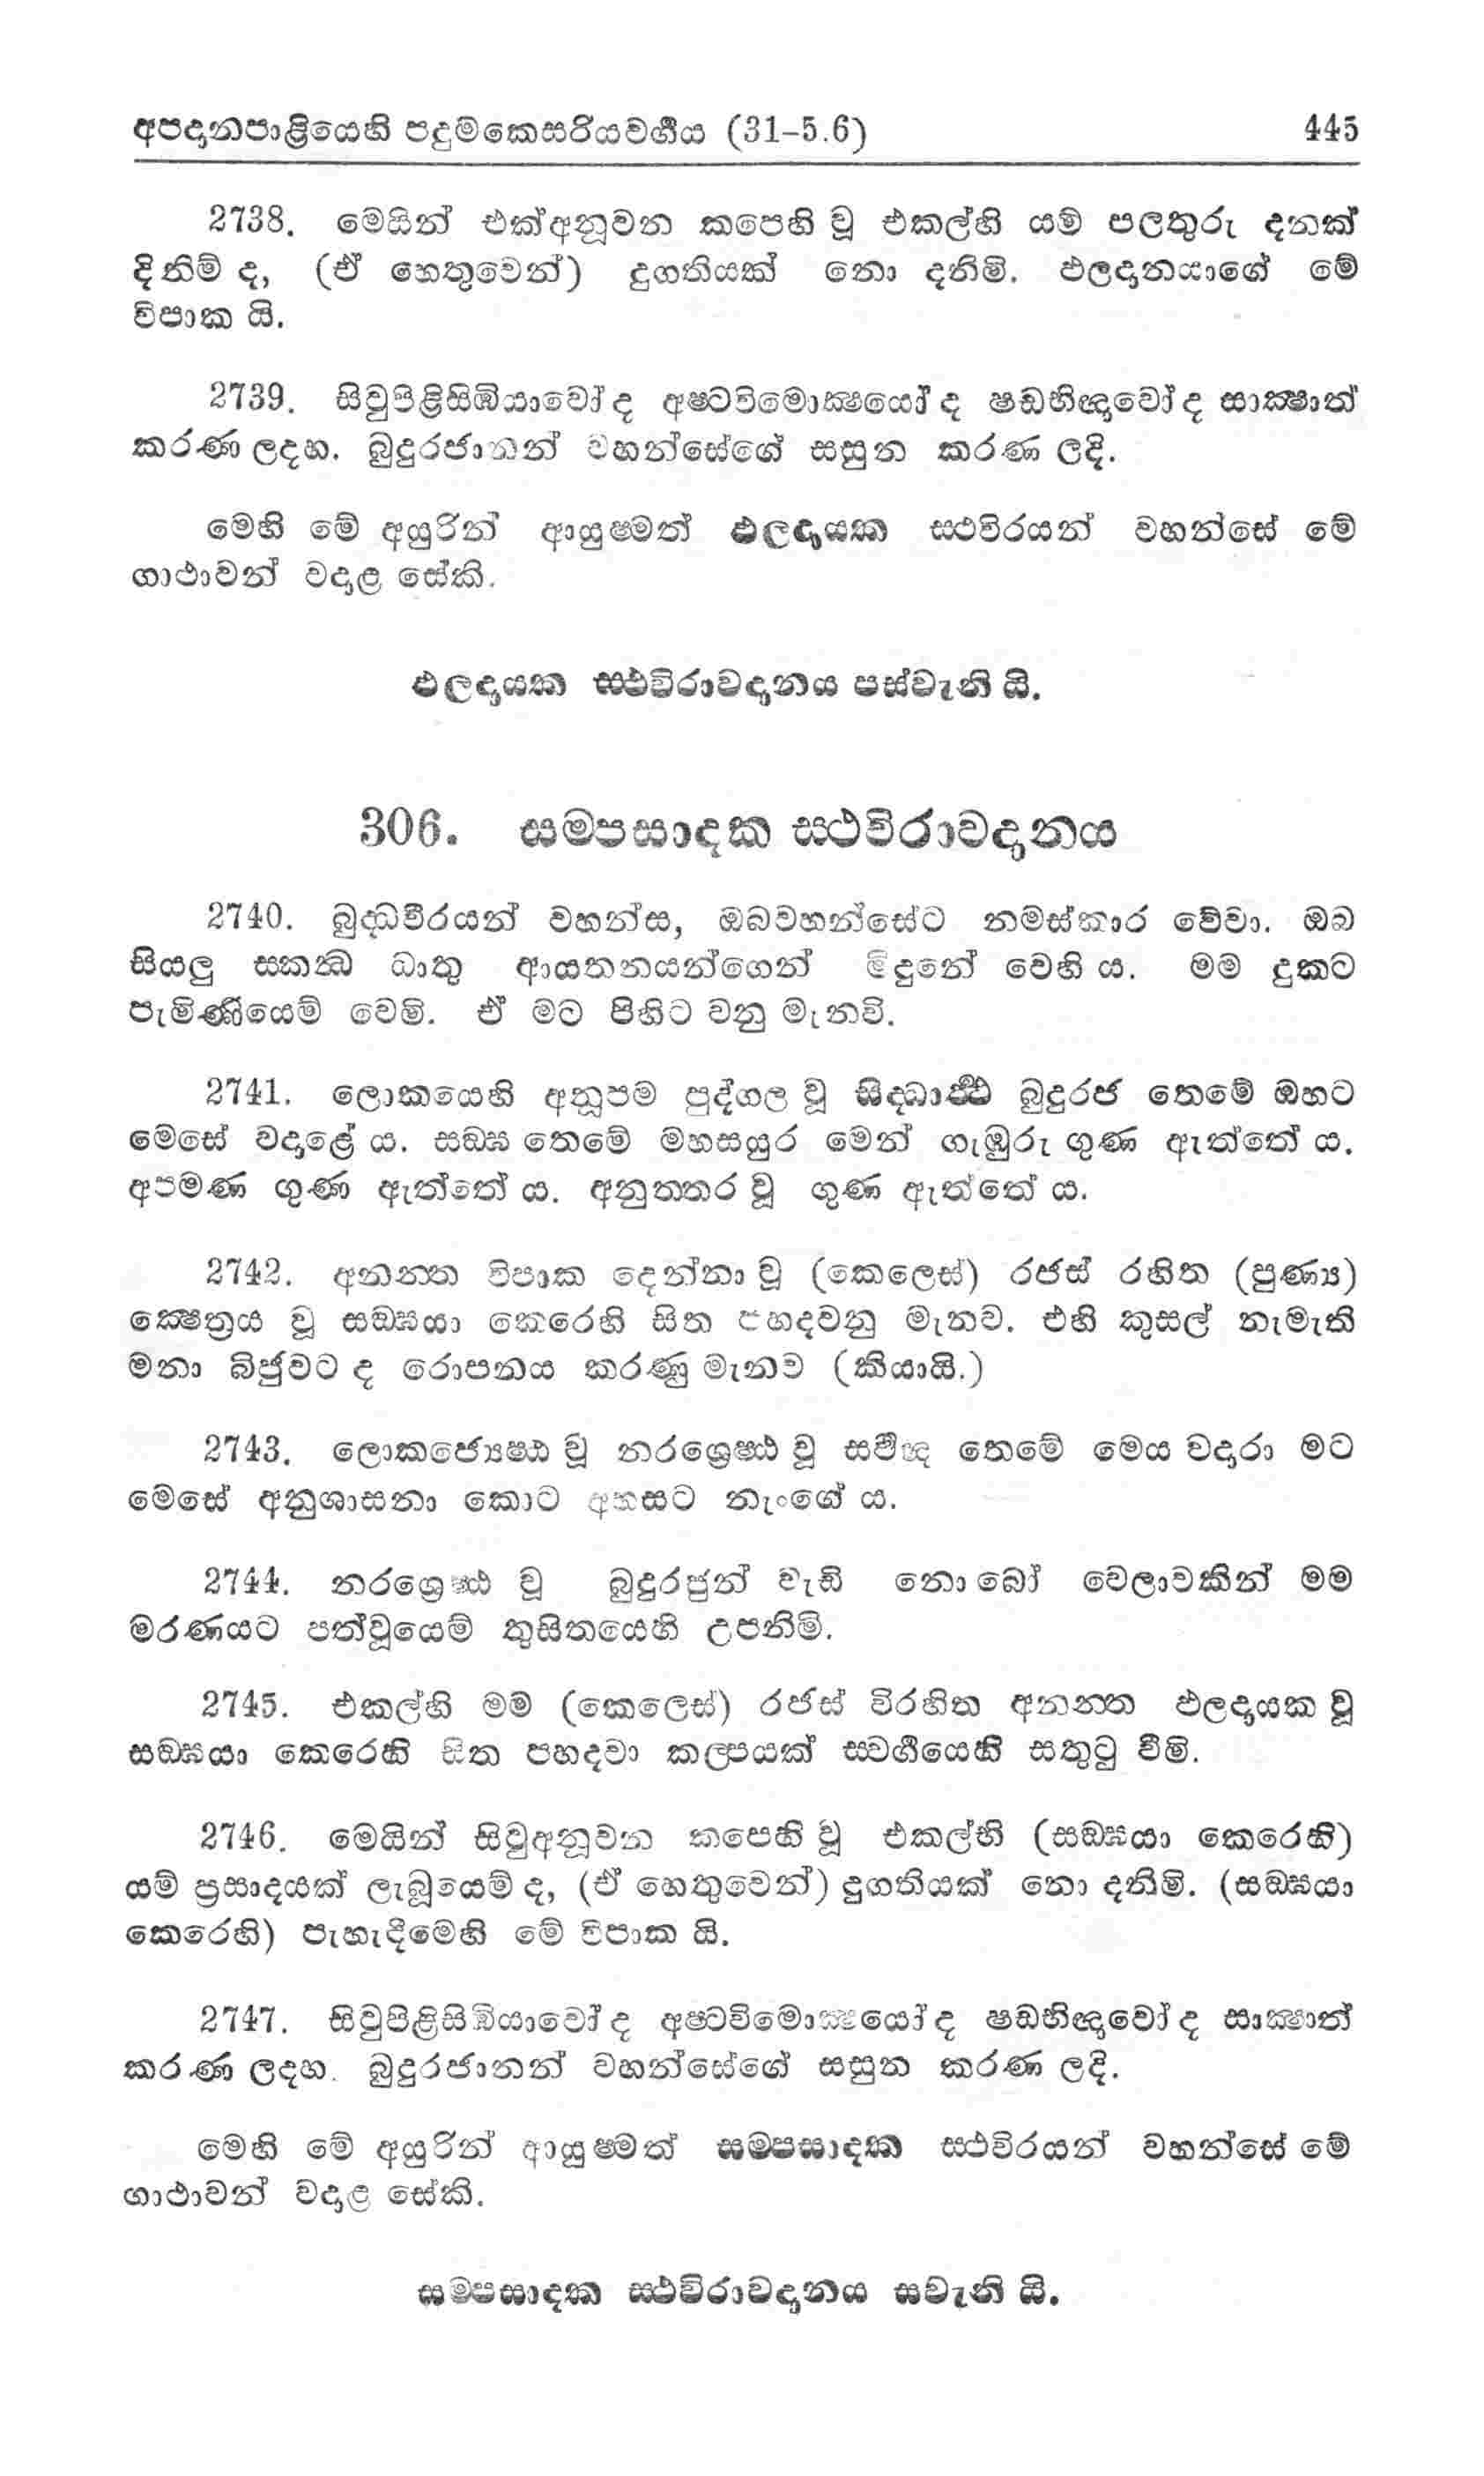 අපදානපාළියෙහි පදුමකෙසරියවර්ගය (31-5.6) 445
2738. මෙයින් එක්අනූවන කපෙහි වූ එකල්හි යම් පලතුරු දනක්
දිනිම් ද, (ඒ හෙතුවෙන්) දුගතියක් නො දනිමි. ඵලදානයාගේ මේ
විපාක යි.
2739. සිවුපිළිසිඹියාවෝ ද අෂ්ටවිමොක්‍ෂයෝ ද ෂඩභිඥාවෝ ද සාක්‍ෂාත්
කරණ ලදහ. බුදුරජානන් වහන්සේගේ සසුන කරණ ලදි.
මෙහි මේ අයුරින් ආයුෂ්මත් ඵලදායක ස්ථවිරයන් වහන්සේ මේ
ගාථාවන් වදාළ සේකි.
ඵලදායක ස්ථවිරාවදානය පස්වැනි යි.
306. සම්පසාදක ස්ථවිරාවදානය
2740. බුද්ධවීරයන් වහන්ස, ඔබවහන්සේට නමස්කාර වේවා. ඔබ
සියලු ස්කන්‍ධ ධාතු ආයතනයන්ගෙන් මිදුනේ වෙහි ය. මම දුකට
පැමිණියෙම් වෙමි. ඒ මට පිහිට වනු මැනවි.
2741. ලොකයෙහි අනූපම පුද්ගල වූ සිද්ධාර්ත්‍ථ බුදුරජ තෙමේ ඔහට
මෙසේ වදාළේ ය. සඞ්ඝ තෙමේ මහසයුර මෙන් ගැඹුරු ගුණ ඇත්තේ ය.
අපමණ ගුණ ඇත්තේ ය. අනුත්තර වූ ගුණ ඇත්තේ ය.
2742. අනන්ත විපාක දෙන්නා වූ (කෙලෙස්) රජස් රහිත (පුණ්‍ය)
ක්‍ෂෙත්‍රය වූ සඞ්ඝයා කෙරෙහි සිත පහදවනු මැනව. එහි කුසල් නැමැති
මනා බිජුවට ද රොපනය කරණු මැනව (කියායි.)
2743. ලොකජ්‍යෙෂ්ඨ වූ නරශ්‍රෙෂ්ඨ වූ සර්‍වඥ තෙමේ මෙය වදාරා මට
මෙසේ අනුශාසනා කොට අහසට නැංගේ ය.
2744. නරශ්‍රෙෂ්ඨ වූ බුදුරජුන් වැඩි නො බෝ වෙලාවකින් මම
මරණයට පත්වූයෙම් තුසිතයෙහි උපනිමි.
2745. එකල්හි මම (කෙලෙස්) රජස් විරහිත අනන්ත ඵලදායක වූ
සඞ්ඝයා කෙරෙහි සිත පහදවා කල්පයක් ස්වර්ගයෙහි සතුටු වීමි.
2746. මෙයින් සිවුඅනූවන කපෙහි වූ එකල්හි (සඞ්ඝයා කෙරෙහි)
යම් ප්‍රසාදයක් ලැබූයෙම් ද, (ඒ හෙතුවෙන්) දුගතියක් නො දනිමි. (සඞ්ඝයා
කෙරෙහි) පැහැදීමෙහි මේ විපාක යි.
2747. සිවුපිළිසිඹියාවෝ ද අෂ්ටවිමොක්‍ෂයෝ ද ෂඩභිඥාවෝ ද සාක්‍ෂාත්
කරණ ලදහ. බුදුරජානන් වහන්සේගේ සසුන කරණ ලදි.
මෙහි මේ අයුරින් ආයුෂ්මත් සම්පසාදක ස්ථවිරයන් වහන්සේ මේ
ගාථාවන් වදාළ සේකි.
සම්පසාදක ස්ථවිරාවදානය සවැනි යි.